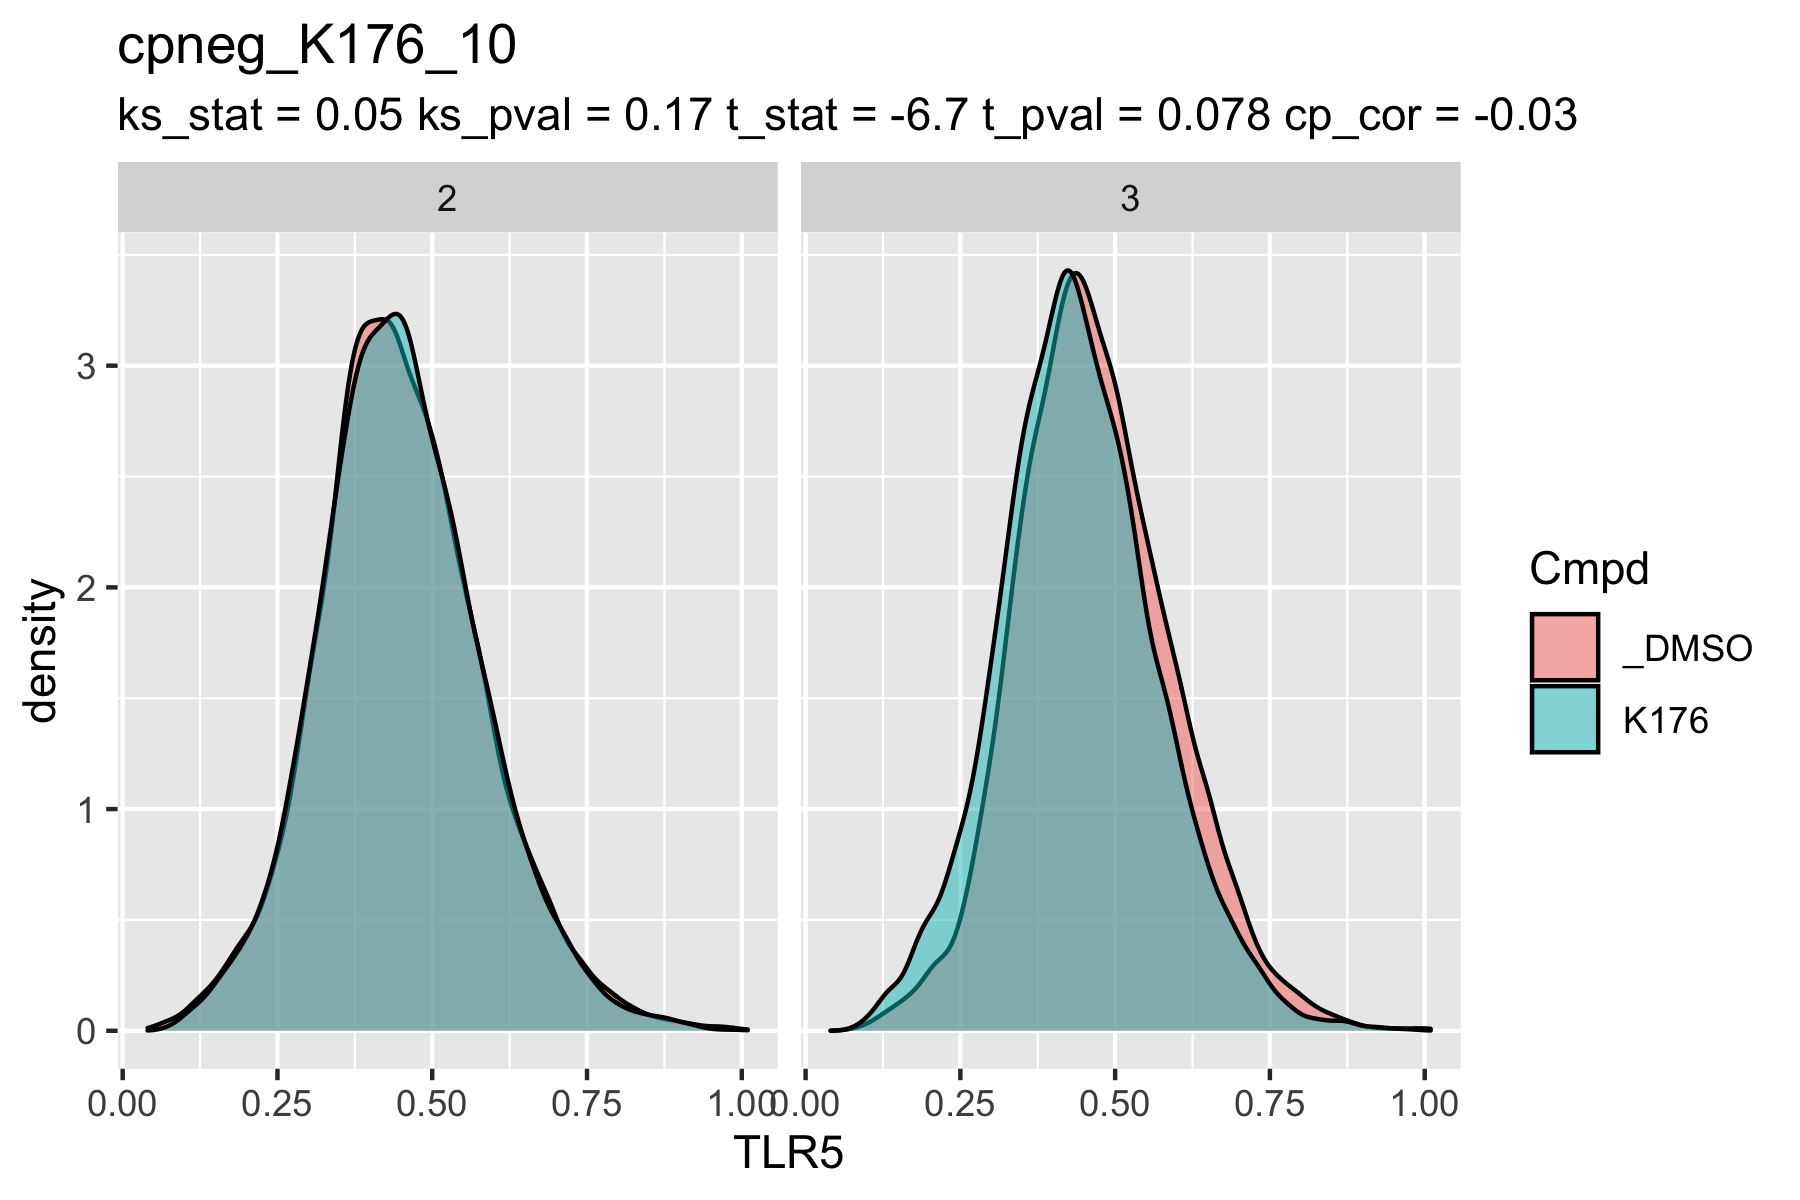 cpneg_K176_10
ks_stat = 0.05 ks_pval = 0.17 t_stat = -6.7 t_pval = 0.078 cp_cor = -0.03
2
3
density
3
2
1
0
0.00 0.25 0.50 0.75 1.00
0.00 0.25 0.50 0.75 1.00
TLR5
Cmpd
_DMSO
K176